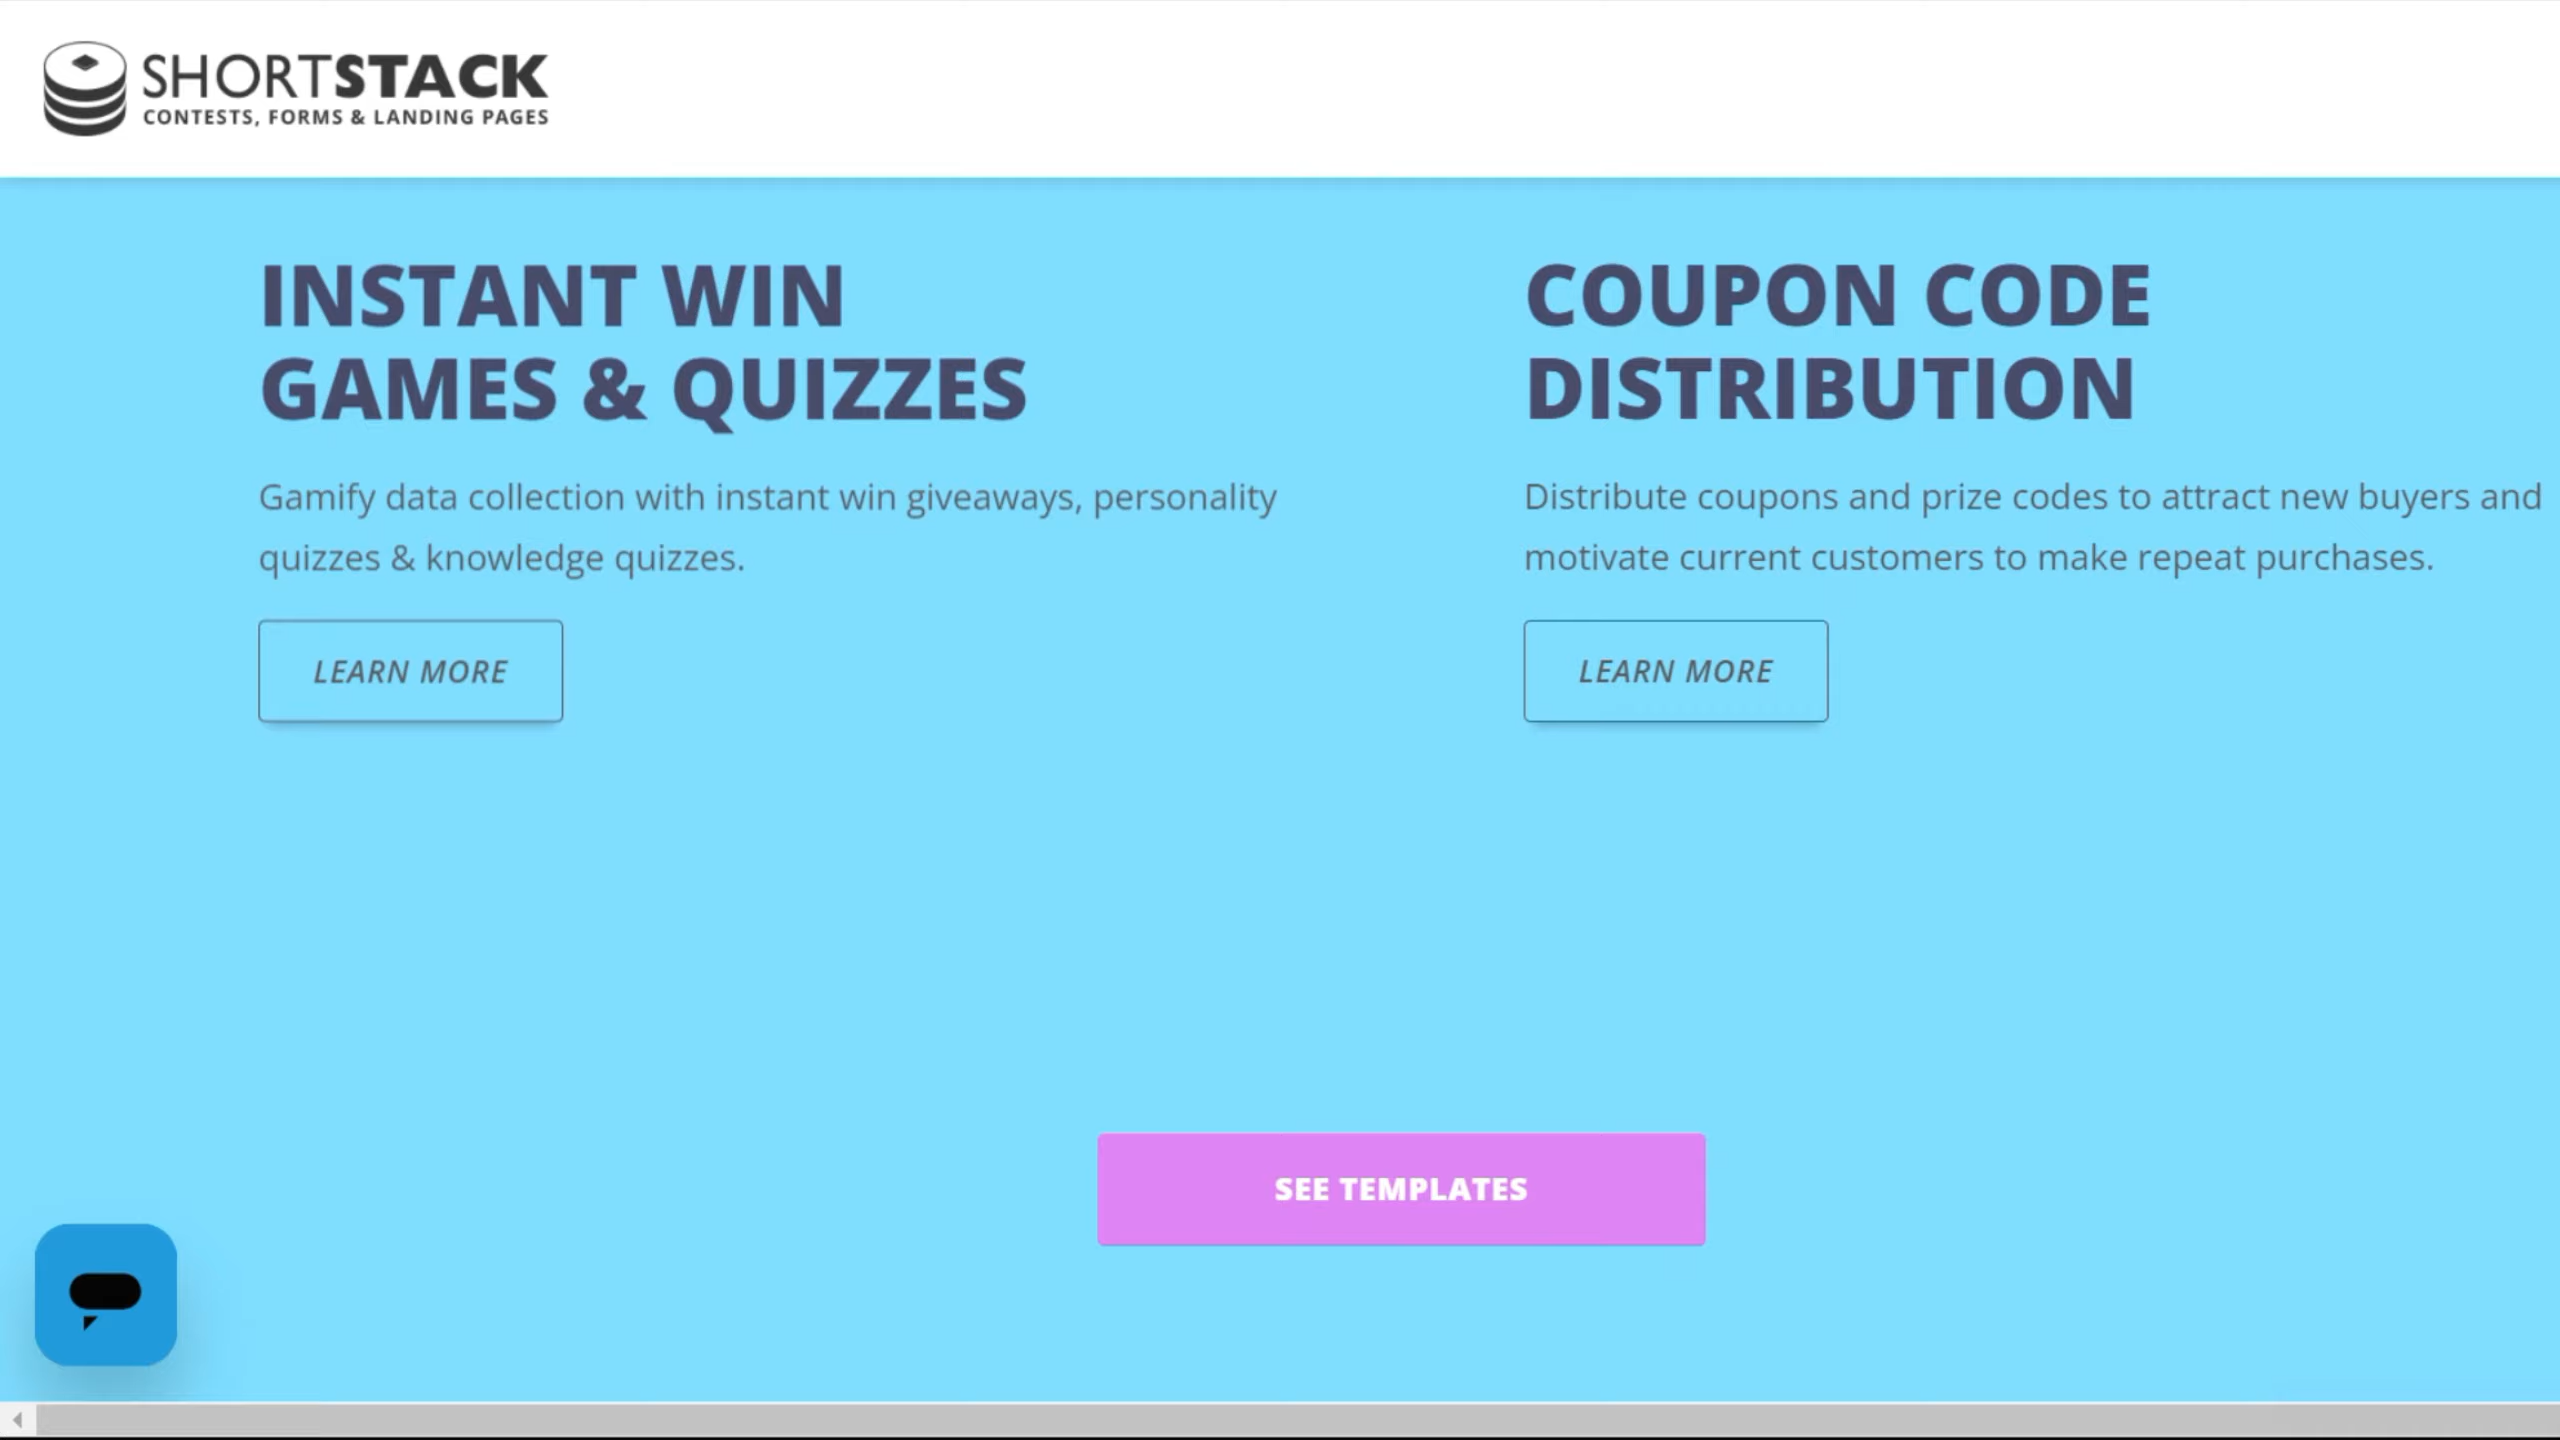 SHORTSTACK
CONTESTS, FORMS & LANDING PAGES
INSTANT WIN
GAMES & QUIZZES
Gamify data collection with instant win giveaways, personality
quizzes & knowledge quizzes.
LEARN MORE
COUPON CODE
DISTRIBUTION
Distribute coupons and prize codes to attract new buyers and
motivate current customers to make repeat purchases.
LEARN MORE
SEE TEMPLATES